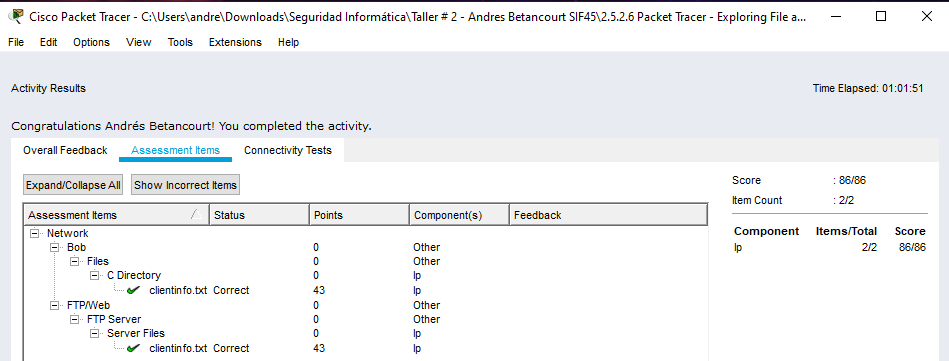 Cisco Packet Tracer - C:\Users\andre\Downloads\Seguridad Informática\Taller # 2 - Andres Betancourt SIF45\2.5.2.6 Packet Tracer - Exploring File a...
File Edit Options View Tools Extensions Help
Activity Results Time Elapsed: 01:01:51
Congratulations Andrés Betancourt! You completed the activity.
Overall Feedback Assessment Items Connectivity Tests
Expand/Collapse All Show Incorrect Items
Score : 86/86
Item Count : 2/2
Assessment Items Status Points Component(s) Feedback
Component Items/Total Score
Network
Ip 2/2 86/86
Bob 0 Other
Files 0 Other
C Directory 0 Ip
clientinfo.txt Correct 43 Ip
FTP/Web 0 Other
FTP Server 0 Other
Server Files 0 Ip
clientinfo.txt Correct 43 Ip